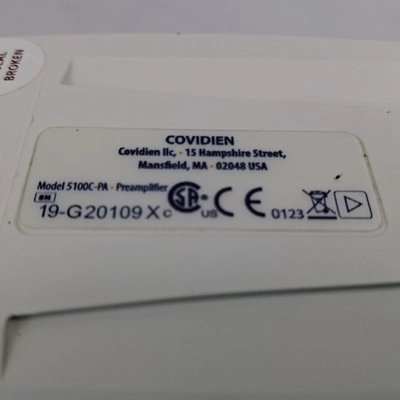 BROKEN
COVIDIEN
Covidien llc, - 15 Hampshire Street,
Mansfield, MA - 02048 USA
Model 5100C-PA - Preamplifier
SN
19-G20109 X
C US
CE 0123